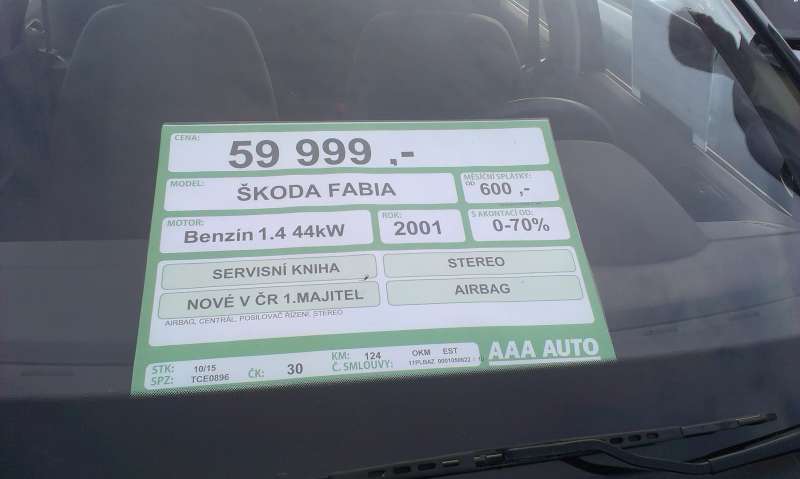 CENA:
59 999 ,-
MODEL:
ŠKODA FABIA
MĚSÍČNÍ SPLÁTKY:
OD 600 ,-
MOTOR:
Benzín 1.4 44kW
ROK:
2001
S AKONTACÍ OD:
0-70%
SERVISNÍ KNIHA
STEREO
NOVÉ V ČR 1.MAJITEL
AIRBAG
AIRBAG, CENTRÁL, POSILOVAČ ŘÍZENÍ, STEREO
STK: 10/15
SPZ: TCE0896
ČK: 30
KM: 124
Č. SMLOUVY:
OKM EST
AAA AUTO